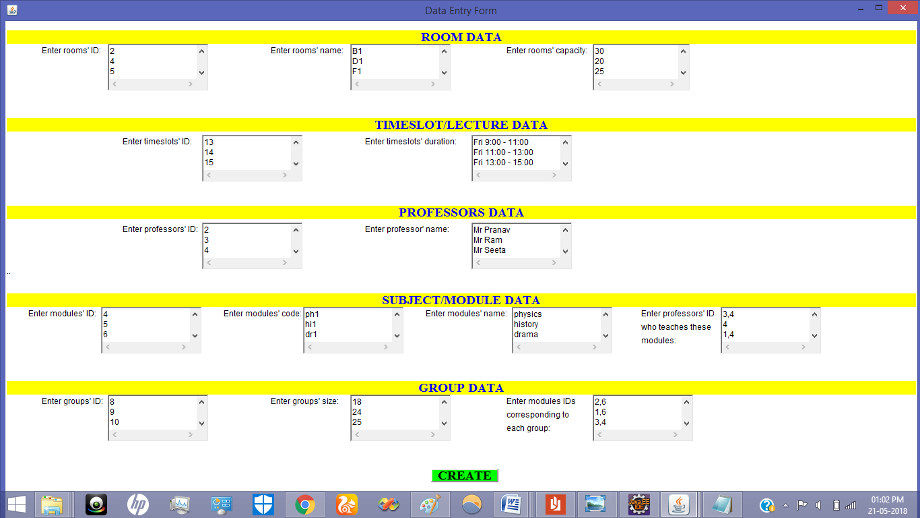 Data Entry Form
ROOM DATA
Enter rooms' ID: 2 Enter rooms' name: B1 Enter rooms' capacity: 30
4 D1 20
5 F1 25
TIMESLOT/LECTURE DATA
Enter timeslots' ID: 13 Enter timeslots' duration: Fri 9:00 - 11:00
14 Fri 11:00 - 13:00
15 Fri 13:00 - 15:00
PROFESSORS DATA
Enter professors' ID: 2 Enter professor' name: Mr Pranav
3 Mr Ram
4 Mr Seeta
SUBJECT/MODULE DATA
Enter modules' ID: 4 Enter modules' code: ph1 Enter modules' name: physics Enter professors' ID 3,4
5 hi1 history who teaches these 4
6 dr1 drama modules: 1,4
GROUP DATA
Enter groups' ID: 8 Enter groups' size: 18 Enter modules IDs 2,6
9 24 corresponding to 1,6
10 25 each group: 3,4
CREATE
01:02 PM
21-05-2018